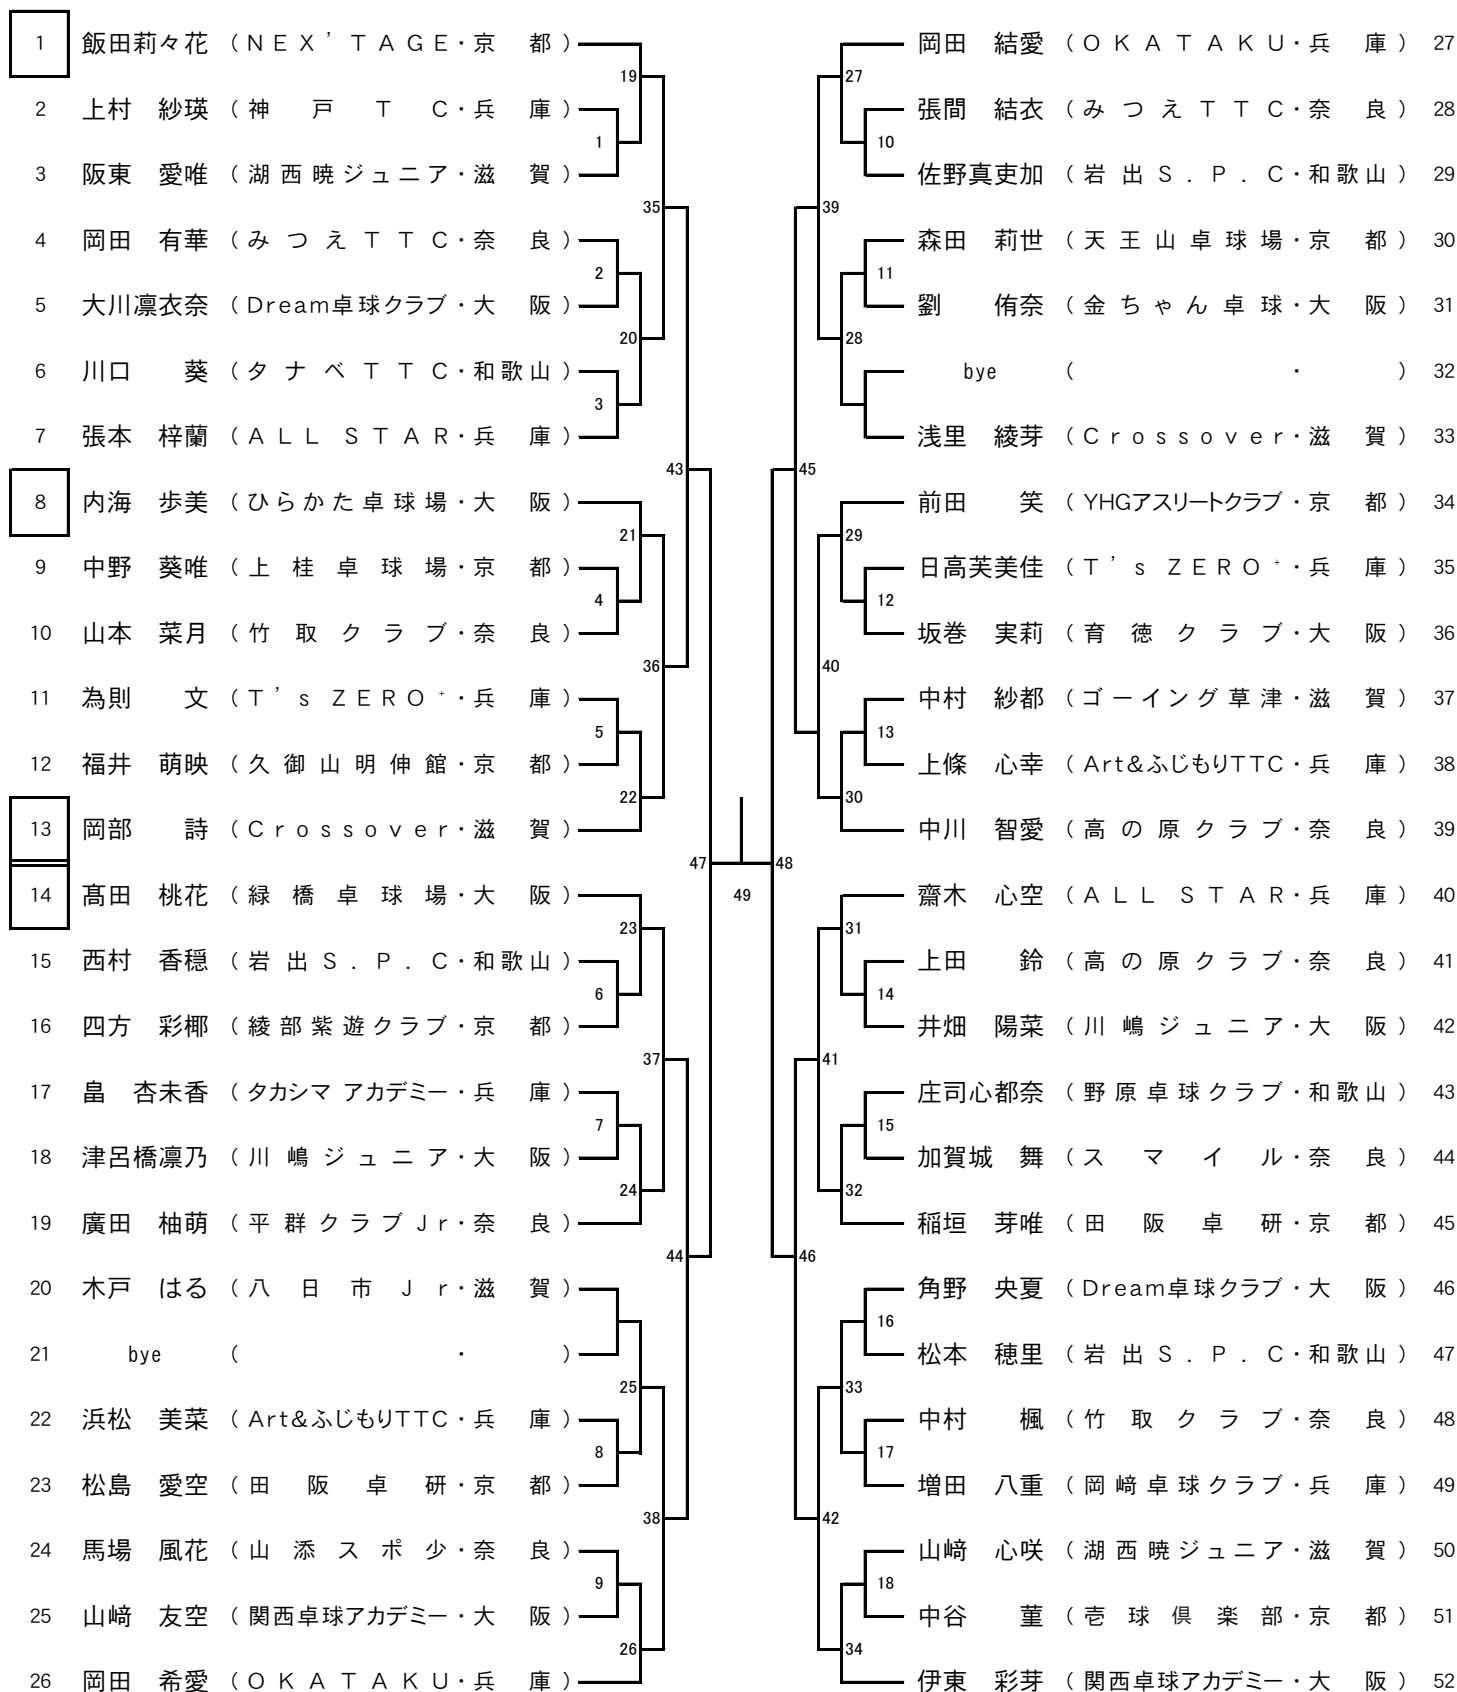 1 飯田莉々花 (NEX'TAGE・京都)
19
2 上村 紗瑛 (神戸TC・兵庫)
1
3 阪東 愛唯 (湖西暁ジュニア・滋賀)
35
4 岡田 有華 (みつえTTC・奈良)
2
5 大川凛衣奈 (Dream卓球クラブ・大阪)
20
6 川口 葵 (タナベTTC・和歌山)
3
7 張本 梓蘭 (ALL STAR・兵庫)
43
8 内海 歩美 (ひらかた卓球場・大阪)
21
9 中野 葵唯 (上桂卓球場・京都)
4
10 山本 菜月 (竹取クラブ・奈良)
36
11 為則 文 (T's ZERO⁺・兵庫)
5
12 福井 萌映 (久御山明伸館・京都)
22
13 岡部 詩 (Crossover・滋賀)
47
14 髙田 桃花 (緑橋卓球場・大阪)
23
15 西村 香穏 (岩出S.P.C・和歌山)
6
16 四方 彩椰 (綾部紫遊クラブ・京都)
37
17 畠 杏未香 (タカシマ アカデミー・兵庫)
7
18 津呂橋凛乃 (川嶋ジュニア・大阪)
24
19 廣田 柚萌 (平群クラブJr・奈良)
44
20 木戸 はる (八日市Jr・滋賀)
21 bye ( ・ )
25
22 浜松 美菜 (Art&ふじもりTTC・兵庫)
8
23 松島 愛空 (田阪卓研・京都)
38
24 馬場 風花 (山添スポ少・奈良)
9
25 山﨑 友空 (関西卓球アカデミー・大阪)
26
26 岡田 希愛 (OKATAKU・兵庫)
49
岡田 結愛 (OKATAKU・兵庫) 27
27
張間 結衣 (みつえTTC・奈良) 28
10
佐野真吏加 (岩出S.P.C・和歌山) 29
39
森田 莉世 (天王山卓球場・京都) 30
11
劉 侑奈 (金ちゃん卓球・大阪) 31
28
bye ( ・ ) 32
浅里 綾芽 (Crossover・滋賀) 33
45
前田 笑 (YHGアスリートクラブ・京都) 34
29
日高芙美佳 (T's ZERO⁺・兵庫) 35
12
坂巻 実莉 (育徳クラブ・大阪) 36
40
中村 紗都 (ゴーイング草津・滋賀) 37
13
上條 心幸 (Art&ふじもりTTC・兵庫) 38
30
中川 智愛 (高の原クラブ・奈良) 39
48
齋木 心空 (ALL STAR・兵庫) 40
31
上田 鈴 (高の原クラブ・奈良) 41
14
井畑 陽菜 (川嶋ジュニア・大阪) 42
41
庄司心都奈 (野原卓球クラブ・和歌山) 43
15
加賀城 舞 (スマイル・奈良) 44
32
稲垣 芽唯 (田阪卓研・京都) 45
46
角野 央夏 (Dream卓球クラブ・大阪) 46
16
松本 穂里 (岩出S.P.C・和歌山) 47
33
中村 楓 (竹取クラブ・奈良) 48
17
増田 八重 (岡﨑卓球クラブ・兵庫) 49
42
山﨑 心咲 (湖西暁ジュニア・滋賀) 50
18
中谷 菫 (壱球倶楽部・京都) 51
34
伊東 彩芽 (関西卓球アカデミー・大阪) 52